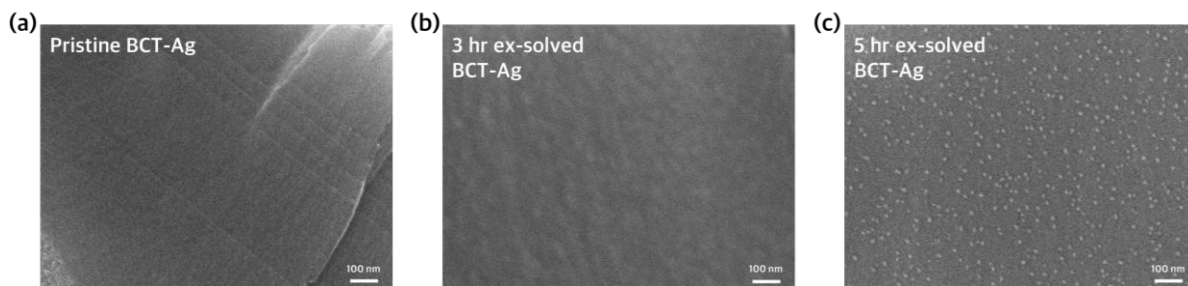 (a)
Pristine BCT-Ag
100 nm
(b)
3 hr ex-solved
BCT-Ag
100 nm
(c)
5 hr ex-solved
BCT-Ag
100 nm